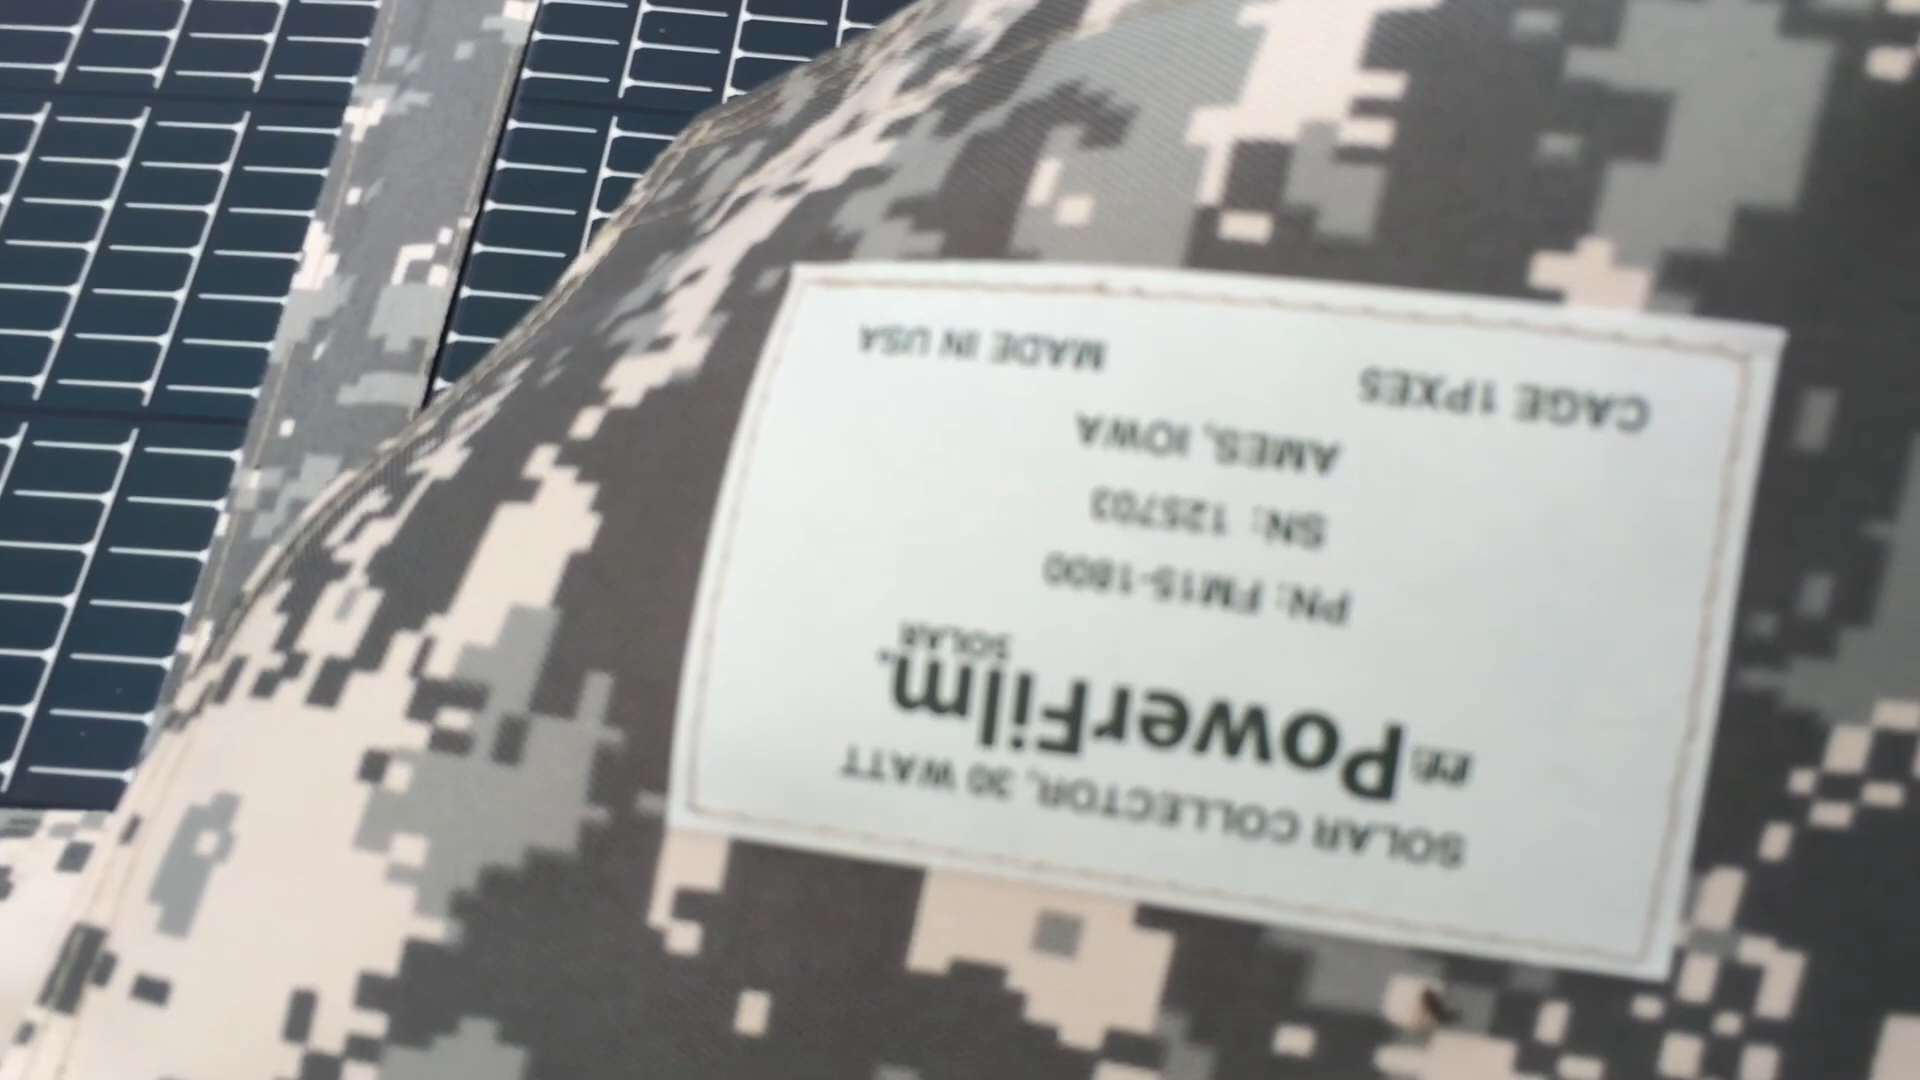 SOLAR COLLECTOR, 30 WATT
PowerFilm.
SOLAR
PN: FM15-1800
SN: 125703
AMES, IOWA
CAGE 1PXE5 MADE IN USA